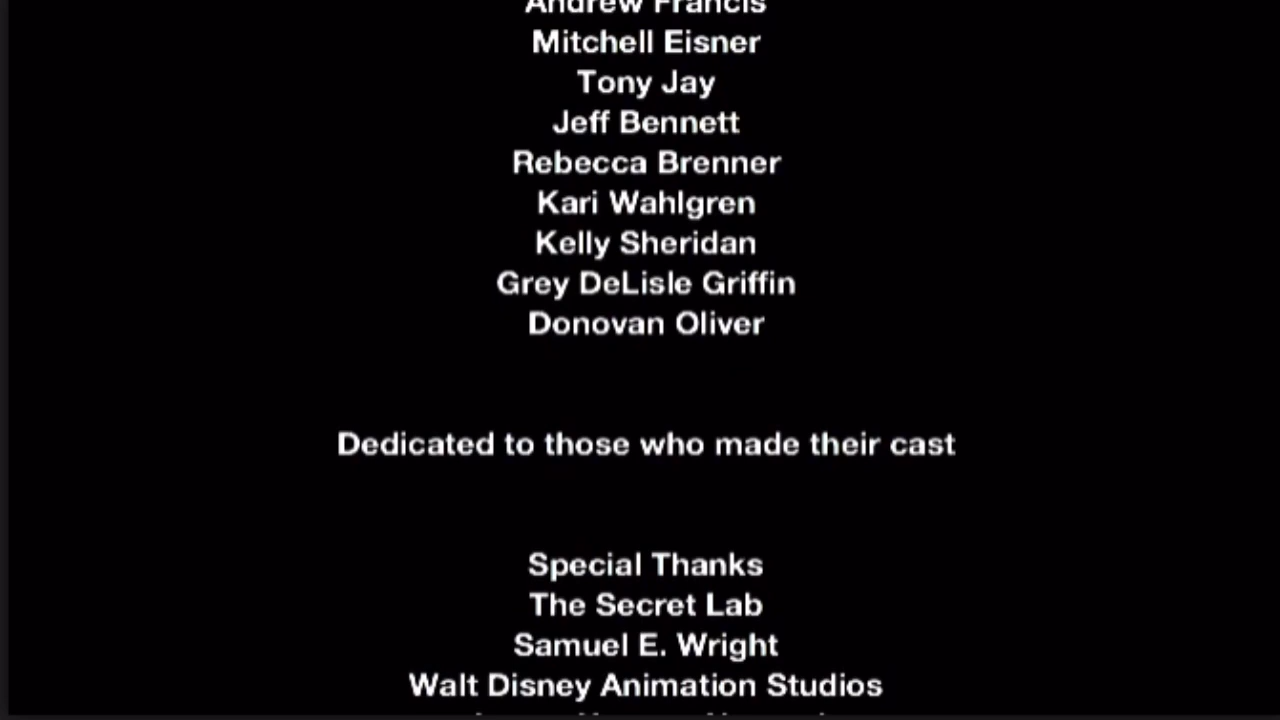 Andrew Francis
Mitchell Eisner
Tony Jay
Jeff Bennett
Rebecca Brenner
Kari Wahlgren
Kelly Sheridan
Grey DeLisle Griffin
Donovan Oliver
Dedicated to those who made their cast
Special Thanks
The Secret Lab
Samuel E. Wright
Walt Disney Animation Studios